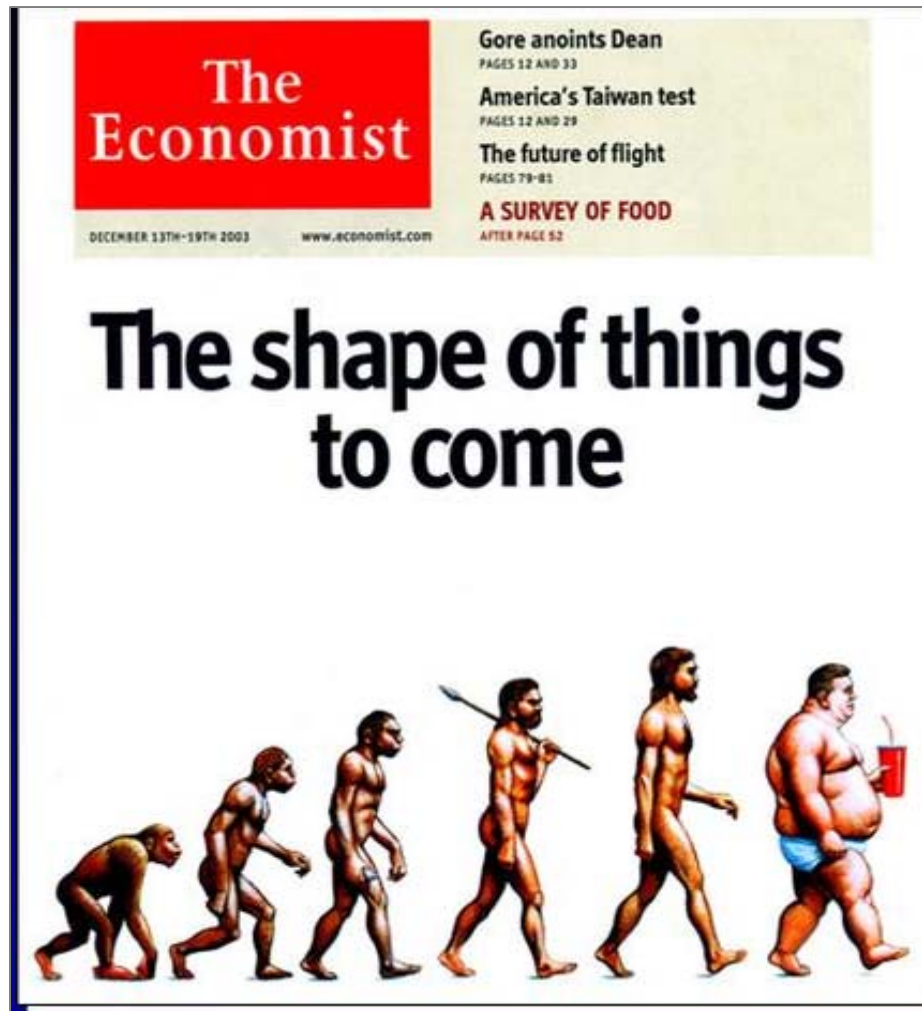 The
Economist
DECEMBER 13TH–19TH 2003 www.economist.com
Gore anoints Dean
PAGES 12 AND 33
America's Taiwan test
PAGES 12 AND 29
The future of flight
PAGES 79-81
A SURVEY OF FOOD
AFTER PAGE 52
The shape of things
to come